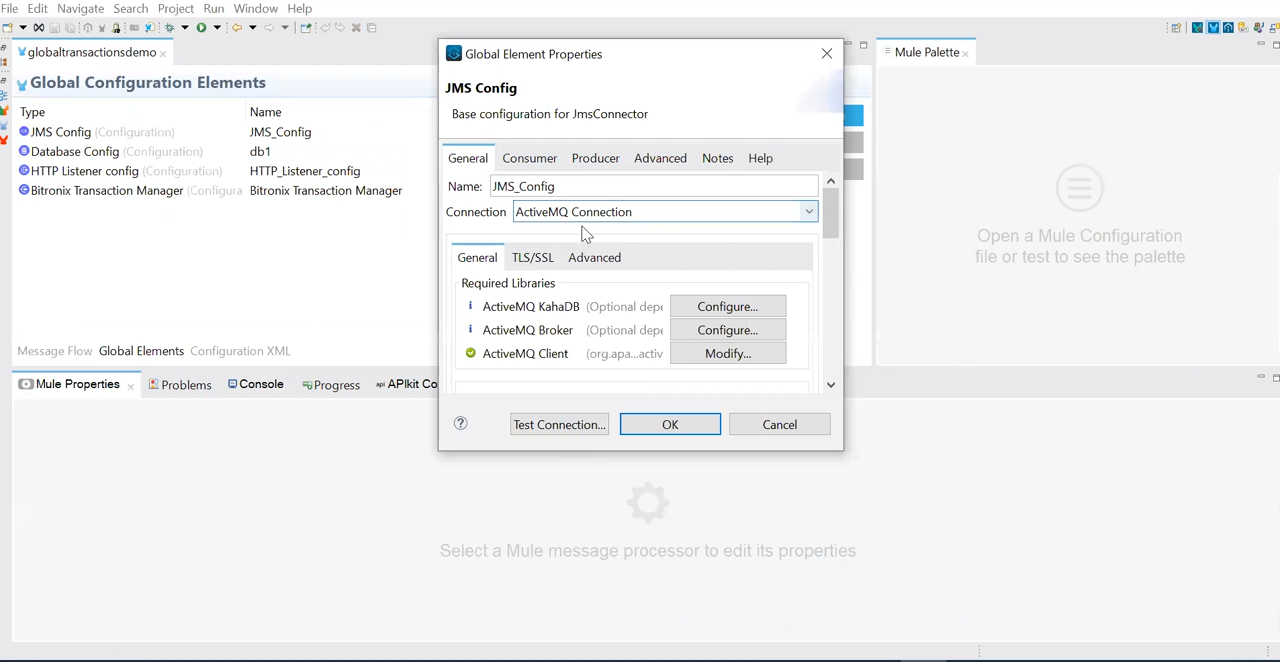 File Edit Navigate Search Project Run Window Help
globaltransactionsdemo
Global Configuration Elements
Type Name
JMS Config (Configuration) JMS_Config
Database Config (Configuration) db1
HTTP Listener config (Configuration) HTTP_Listener_config
Bitronix Transaction Manager (Configura Bitronix Transaction Manager
Message Flow Global Elements Configuration XML
Global Element Properties
JMS Config
Base configuration for JmsConnector
General Consumer Producer Advanced Notes Help
Name: JMS_Config
Connection ActiveMQ Connection
General TLS/SSL Advanced
Required Libraries
ActiveMQ KahaDB (Optional depe Configure...
ActiveMQ Broker (Optional depe Configure...
ActiveMQ Client (org.apa...activ Modify...
Test Connection... OK Cancel
Mule Palette
Open a Mule Configuration
file or test to see the palette
Mule Properties Problems Console Progress api APIkit Co
Select a Mule message processor to edit its properties